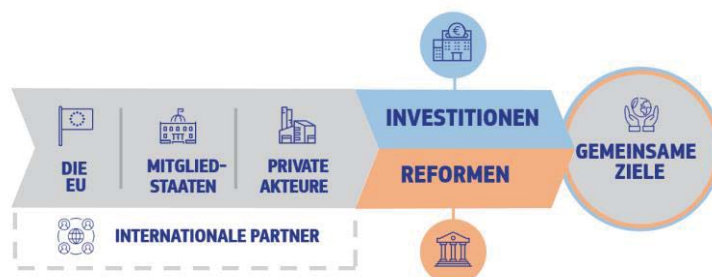 DIE
EU
MITGLIED-
STAATEN
PRIVATE
AKTEURE
INTERNATIONALE PARTNER
INVESTITIONEN
REFORMEN
GEMEINSAME
ZIELE